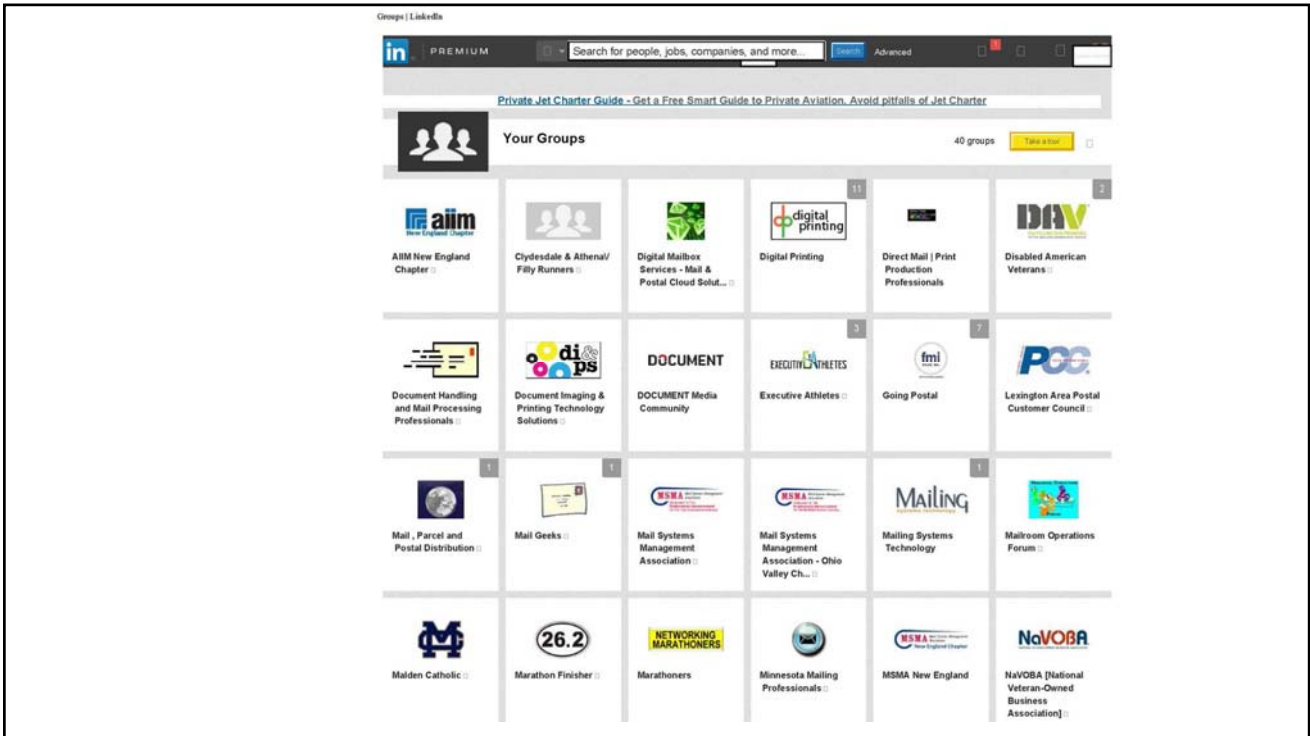 Groups | LinkedIn
in PREMIUM Search for people, jobs, companies, and more... Search Advanced 1
Private Jet Charter Guide - Get a Free Smart Guide to Private Aviation. Avoid pitfalls of Jet Charter
Your Groups 40 groups Take a tour
11 2
aiim
New England Chapter
digital
printing
DAV
AIIM New England
Chapter
Clydesdale & Athena\/
Filly Runners
Digital Mailbox
Services - Mail &
Postal Cloud Solut...
Digital Printing
Direct Mail | Print
Production
Professionals
Disabled American
Veterans
3 7
di&
ps
DOCUMENT
EXECUTIVE ATHLETES
fmi
PCC
Document Handling
and Mail Processing
Professionals
Document Imaging &
Printing Technology
Solutions
DOCUMENT Media
Community
Executive Athletes
Going Postal
Lexington Area Postal
Customer Council
1 1 1
MSMA
MSMA
MAILING
Mail , Parcel and
Postal Distribution
Mail Geeks
Mail Systems
Management
Association
Mail Systems
Management
Association - Ohio
Valley Ch...
Mailing Systems
Technology
Mailroom Operations
Forum
MC
26.2
NETWORKING
MARATHONERS
MSMA
New England Chapter
NaVOBA
Malden Catholic
Marathon Finisher
Marathoners
Minnesota Mailing
Professionals
MSMA New England
NaVOBA [National
Veteran-Owned
Business
Association]